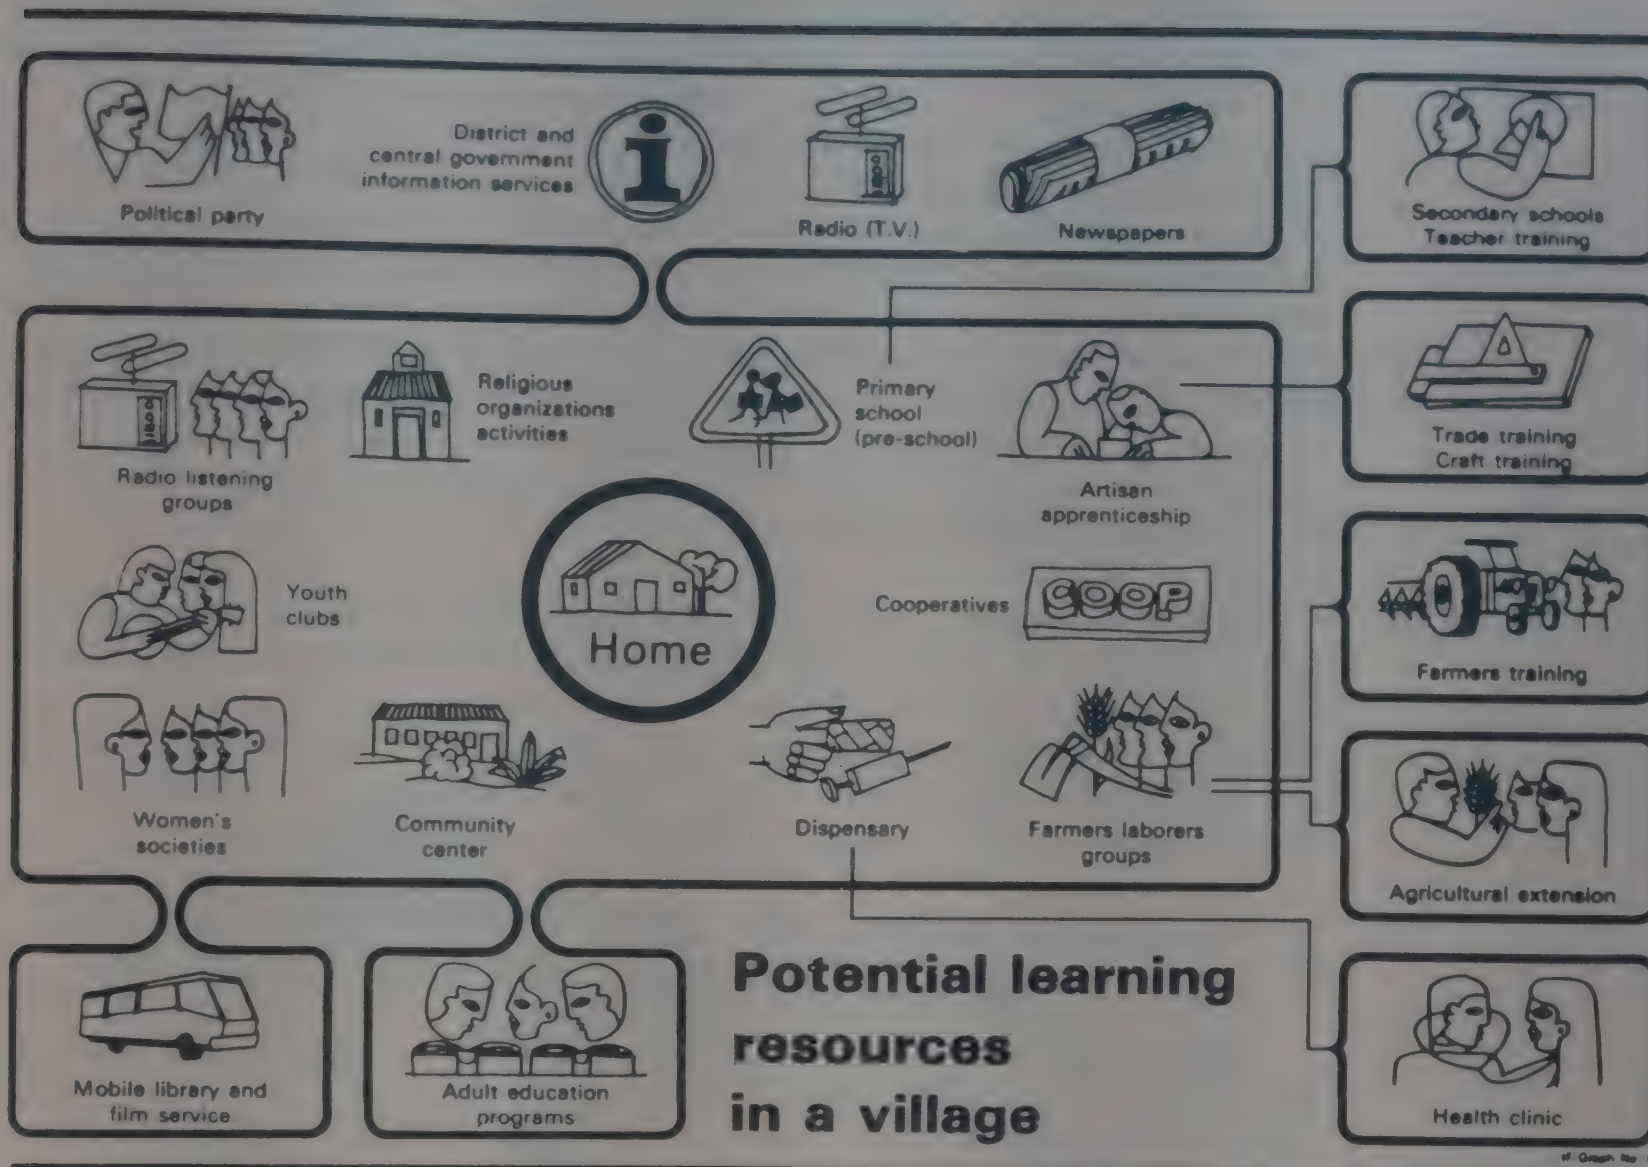 Political party
District and
central government
information services
i
Radio (T.V.)
Newspapers
Secondary schools
Teacher training
Radio listening
groups
Religious
organizations
activities
Primary
school
(pre-school)
Artisan
apprenticeship
Trade training
Craft training
Youth
clubs
Home
Cooperatives
COOP
Farmers training
Women's
societies
Community
center
Dispensary
Farmers laborers
groups
Agricultural extension
Mobile library and
film service
Adult education
programs
Potential learning
resources
in a village
Health clinic
Graph No